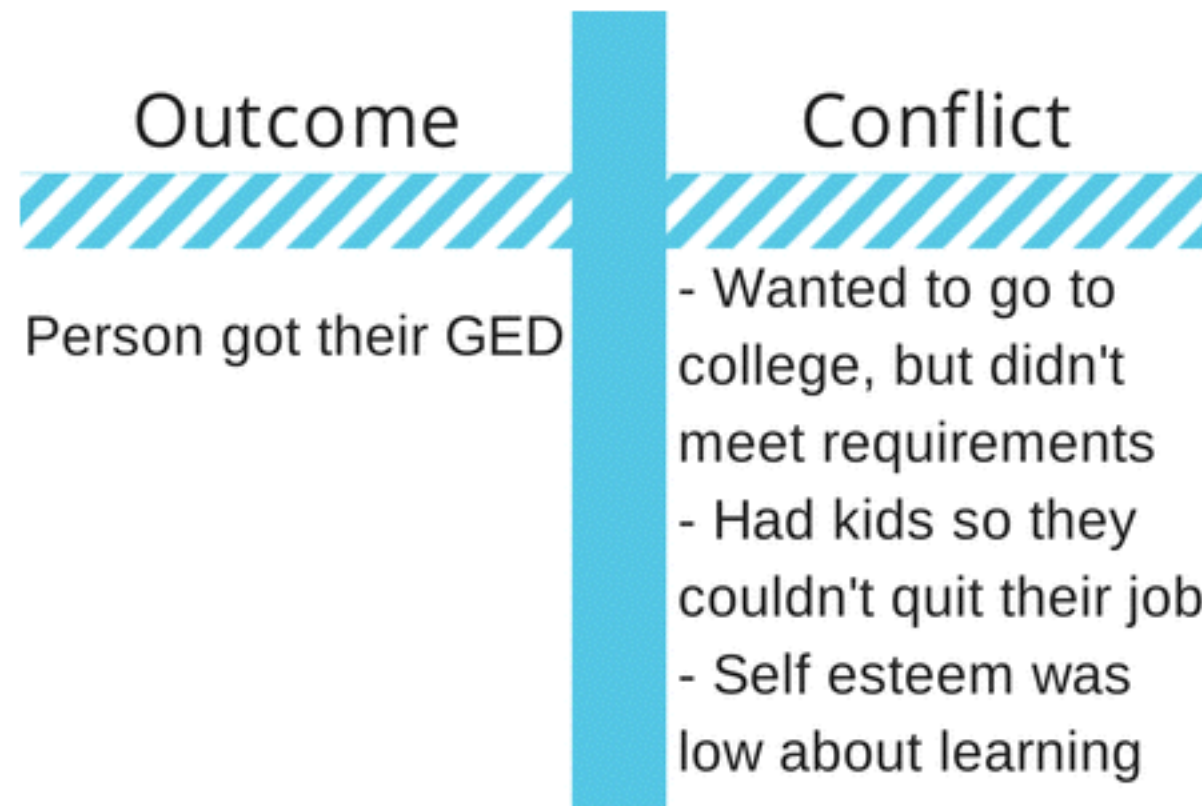 Outcome
Person got their GED
Conflict
- Wanted to go to
college, but didn't
meet requirements
- Had kids so they
couldn't quit their job
- Self esteem was
low about learning